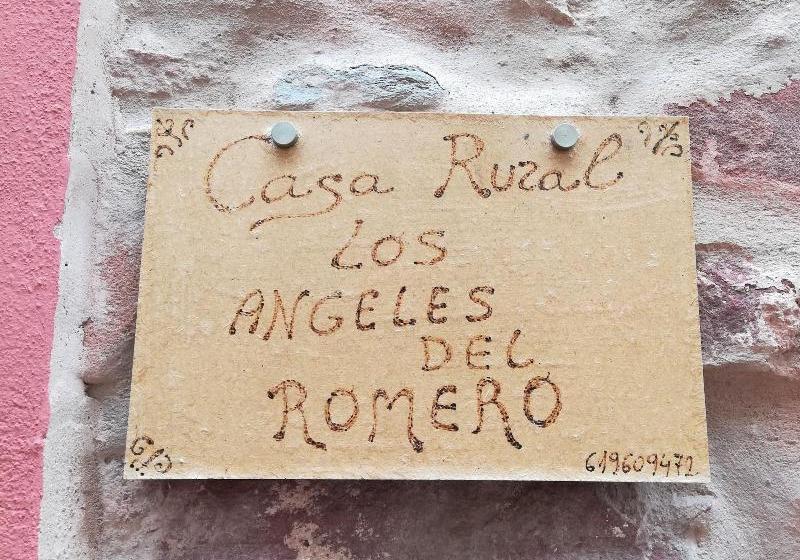 Casa Rural
LOS
ANGELES
DEL
ROMERO
619609472